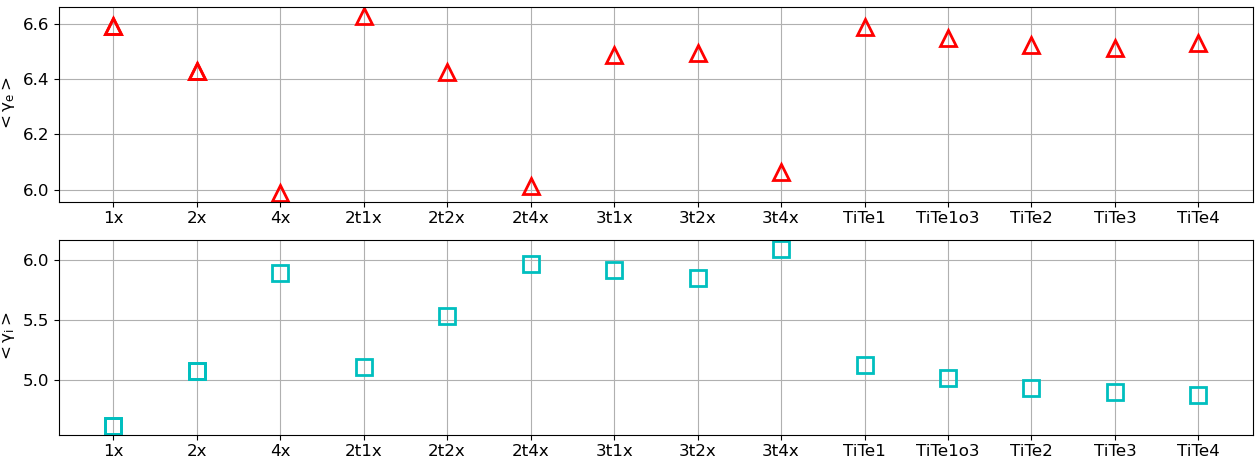 < γe >
6.6
6.4
6.2
6.0
1x 2x 4x 2t1x 2t2x 2t4x 3t1x 3t2x 3t4x TiTe1 TiTe1o3 TiTe2 TiTe3 TiTe4
< γi >
6.0
5.5
5.0
1x 2x 4x 2t1x 2t2x 2t4x 3t1x 3t2x 3t4x TiTe1 TiTe1o3 TiTe2 TiTe3 TiTe4